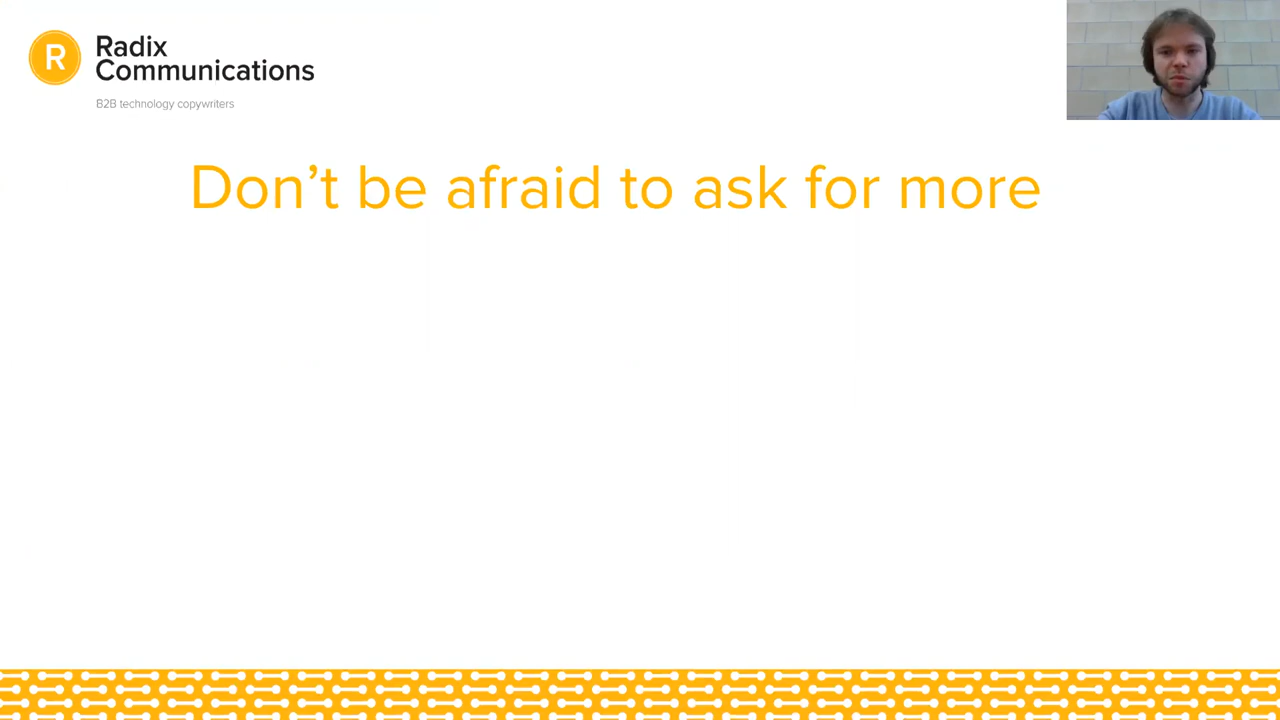 R
Radix
Communications
B2B technology copywriters
Don't be afraid to ask for more